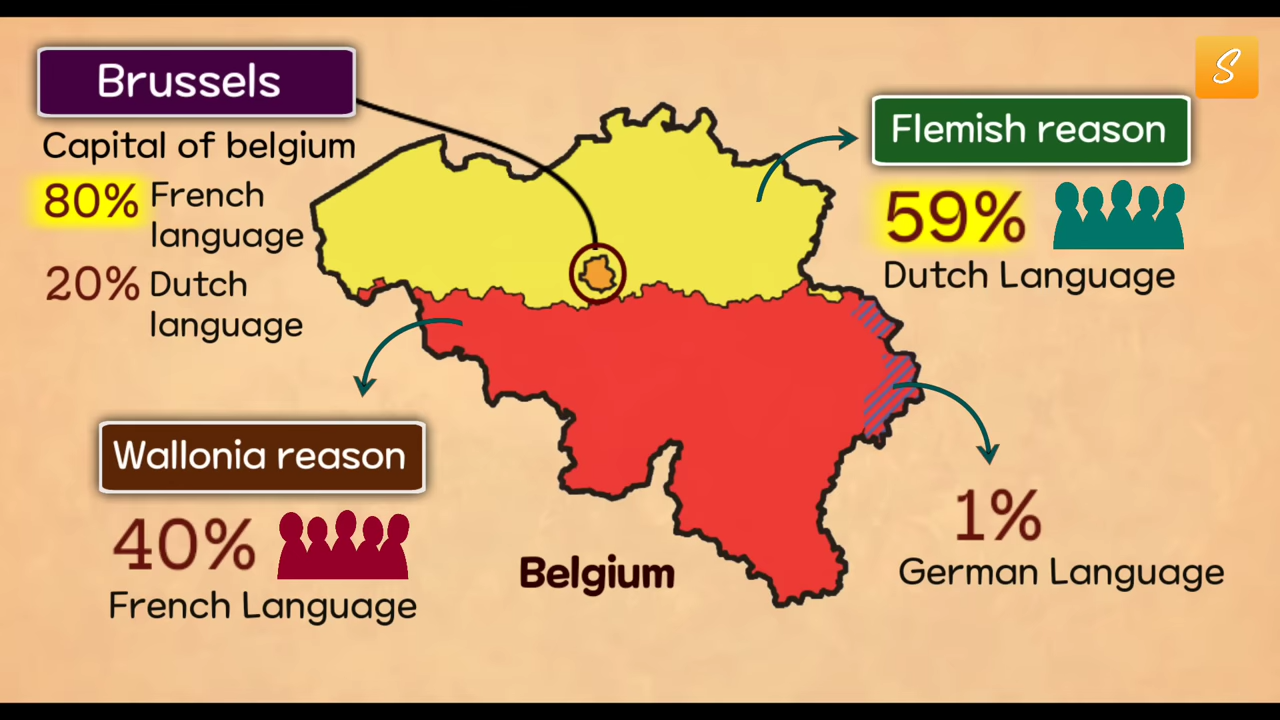 Brussels
Capital of belgium
80% French
language
20% Dutch
language
S
Flemish reason
59%
Dutch Language
Wallonia reason
40%
French Language
Belgium
1%
German Language